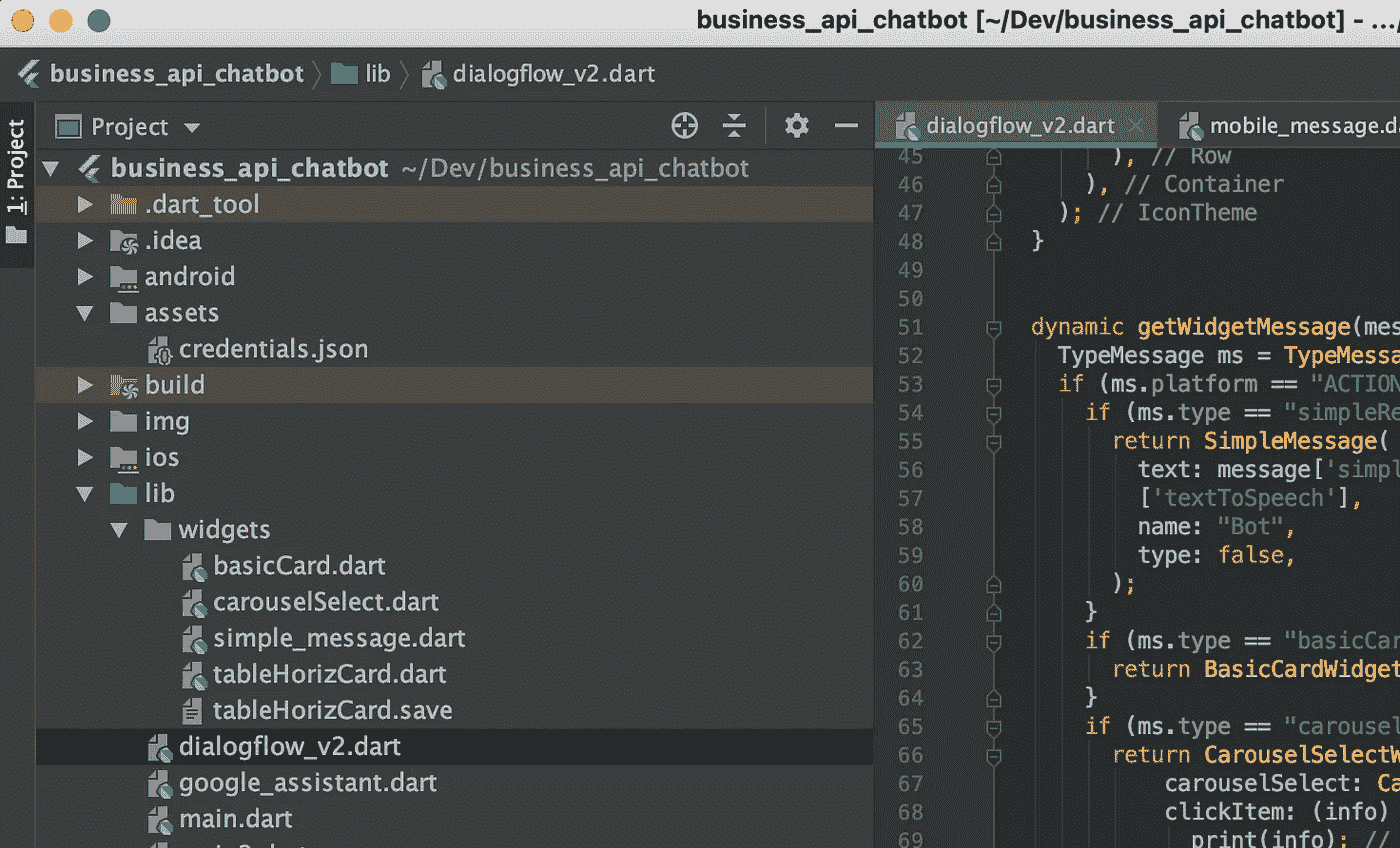 business_api_chatbot [~/Dev/business_api_chatbot] - .../
business_api_chatbot lib dialogflow_v2.dart
1: Project
Project
business_api_chatbot ~/Dev/business_api_chatbot
.dart_tool
.idea
android
assets
credentials.json
build
img
ios
lib
widgets
basicCard.dart
carouselSelect.dart
simple_message.dart
tableHorizCard.dart
tableHorizCard.save
dialogflow_v2.dart
google_assistant.dart
main.dart
dialogflow_v2.dart mobile_message.d
45 ), // Row
46 ), // Container
47 ); // IconTheme
48 }
49
50
51 dynamic getWidgetMessage(mes
52 TypeMessage ms = TypeMessa
53 if (ms.platform == "ACTION
54 if (ms.type == "simpleRe
55 return SimpleMessage(
56 text: message['simpl
57 ['textToSpeech'],
58 name: "Bot",
59 type: false,
60 );
61 }
62 if (ms.type == "basicCar
63 return BasicCardWidget
64 }
65 if (ms.type == "carousel
66 return CarouselSelectW
67 carouselSelect: Ca
68 clickItem: (info)
69 print(info); //